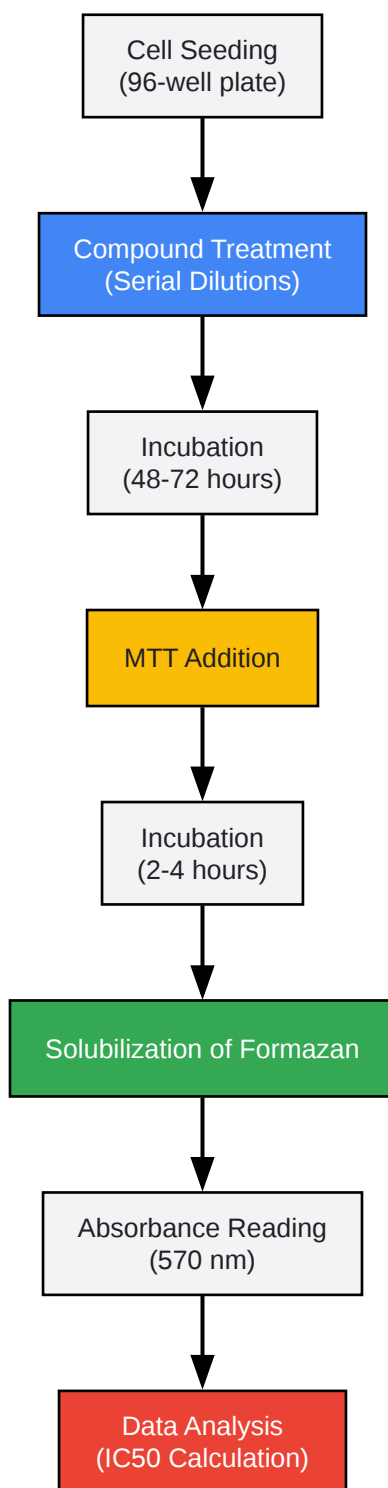 Cell Seeding
(96-well plate)
Compound Treatment
(Serial Dilutions)
Incubation
(48-72 hours)
MTT Addition
Incubation
(2-4 hours)
Solubilization of Formazan
Absorbance Reading
(570 nm)
Data Analysis
(IC50 Calculation)